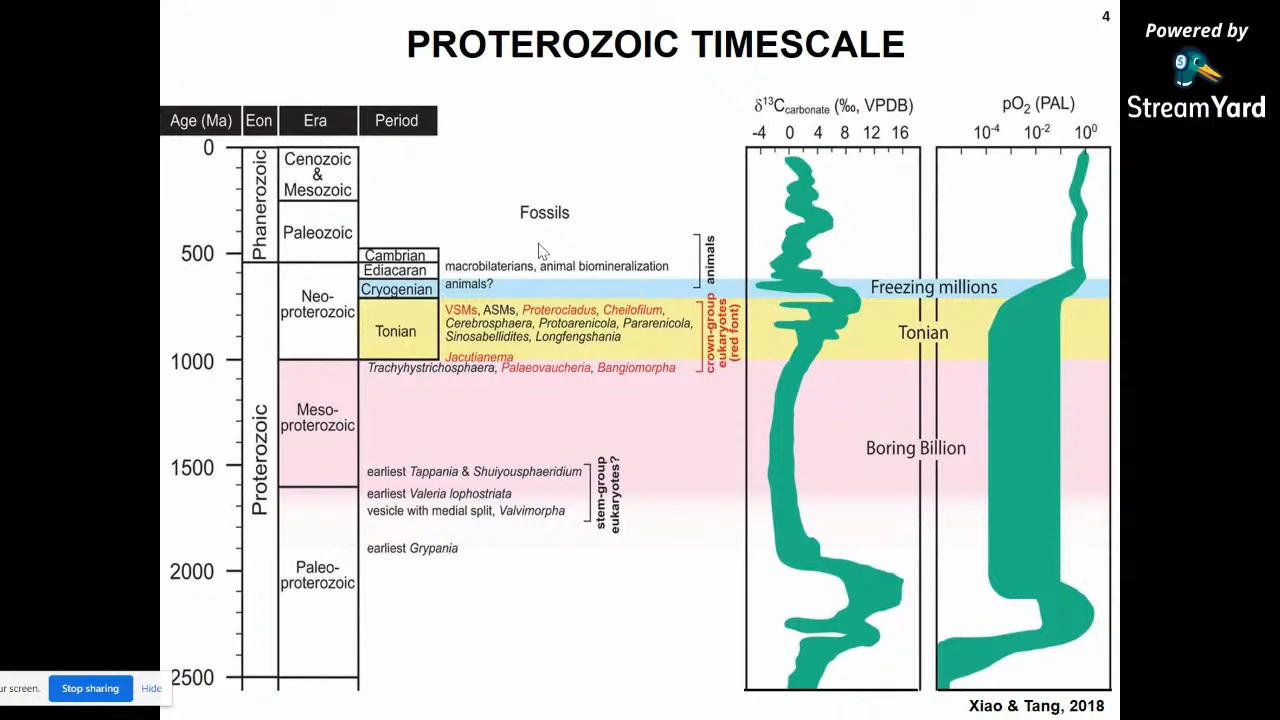 4
PROTEROZOIC TIMESCALE
Powered by
S
StreamYard
Age (Ma) Eon Era Period
δ¹³Ccarbonate (‰, VPDB)
-4 0 4 8 12 16
pO₂ (PAL)
10⁻⁴ 10⁻² 10⁰
0
500
1000
1500
2000
2500
Phanerozoic
Proterozoic
Cenozoic
&
Mesozoic
Paleozoic
Neo-
proterozoic
Meso-
proterozoic
Paleo-
proterozoic
Cambrian
Ediacaran
Cryogenian
Tonian
Fossils
macrobilaterians, animal biomineralization
animals?
animals
VSMs, ASMs, Proterocladus, Cheilofilum,
Cerebrosphaera, Protoarenicola, Pararenicola,
Sinosabellidites, Longfengshania
Jacutianema
Trachyhystrichosphaera, Palaeovaucheria, Bangiomorpha
crown-group
eukaryotes
(red font)
earliest Tappania & Shuiyousphaeridium
earliest Valeria lophostriata
vesicle with medial split, Valvimorpha
stem-group
eukaryotes?
earliest Grypania
Freezing millions
Tonian
Boring Billion
ur screen.
Stop sharing
Hide
Xiao & Tang, 2018